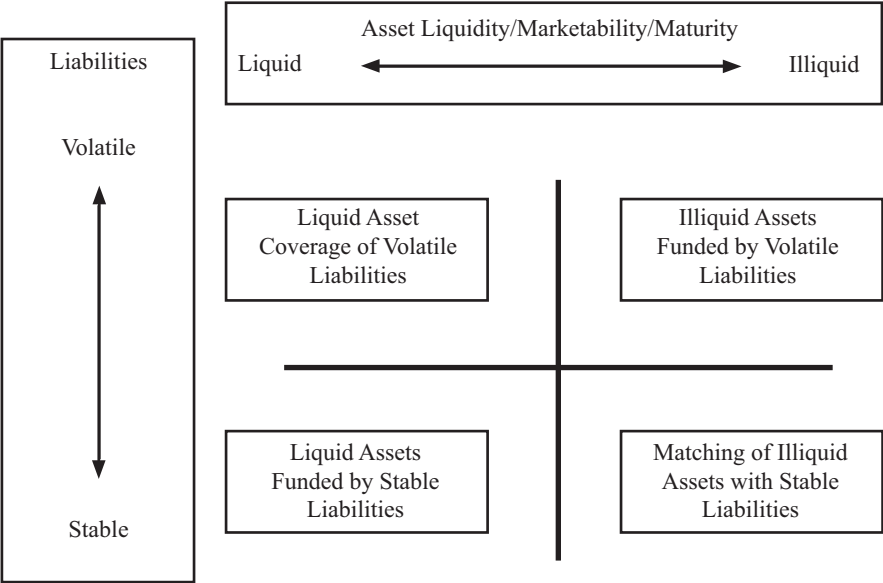 Asset Liquidity/Marketability/Maturity
Liquid
Illiquid
Liabilities
Volatile
Stable
Liquid Asset
Coverage of Volatile
Liabilities
Illiquid Assets
Funded by Volatile
Liabilities
Liquid Assets
Funded by Stable
Liabilities
Matching of Illiquid
Assets with Stable
Liabilities